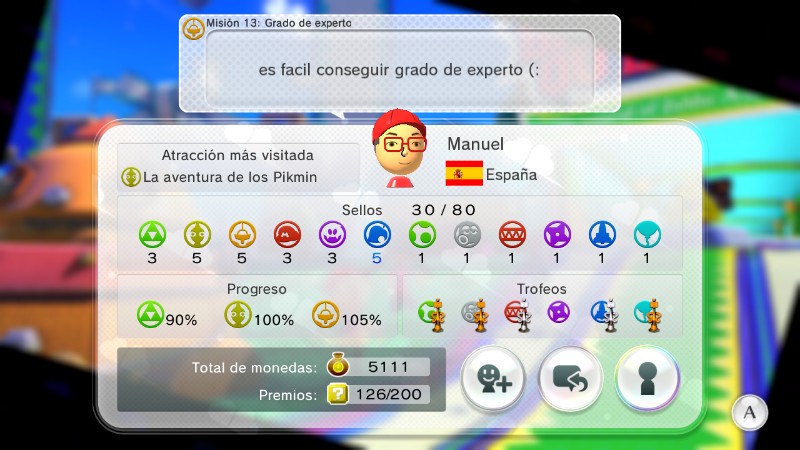 Misión 13: Grado de experto
es facil conseguir grado de experto (:
Atracción más visitada
La aventura de los Pikmin
Manuel
España
Sellos 30 / 80
3 5 5 3 3 5 1 1 1 1 1 1
Progreso
90% 100% 105%
Trofeos
Total de monedas: 5111
Premios: 126/200
A